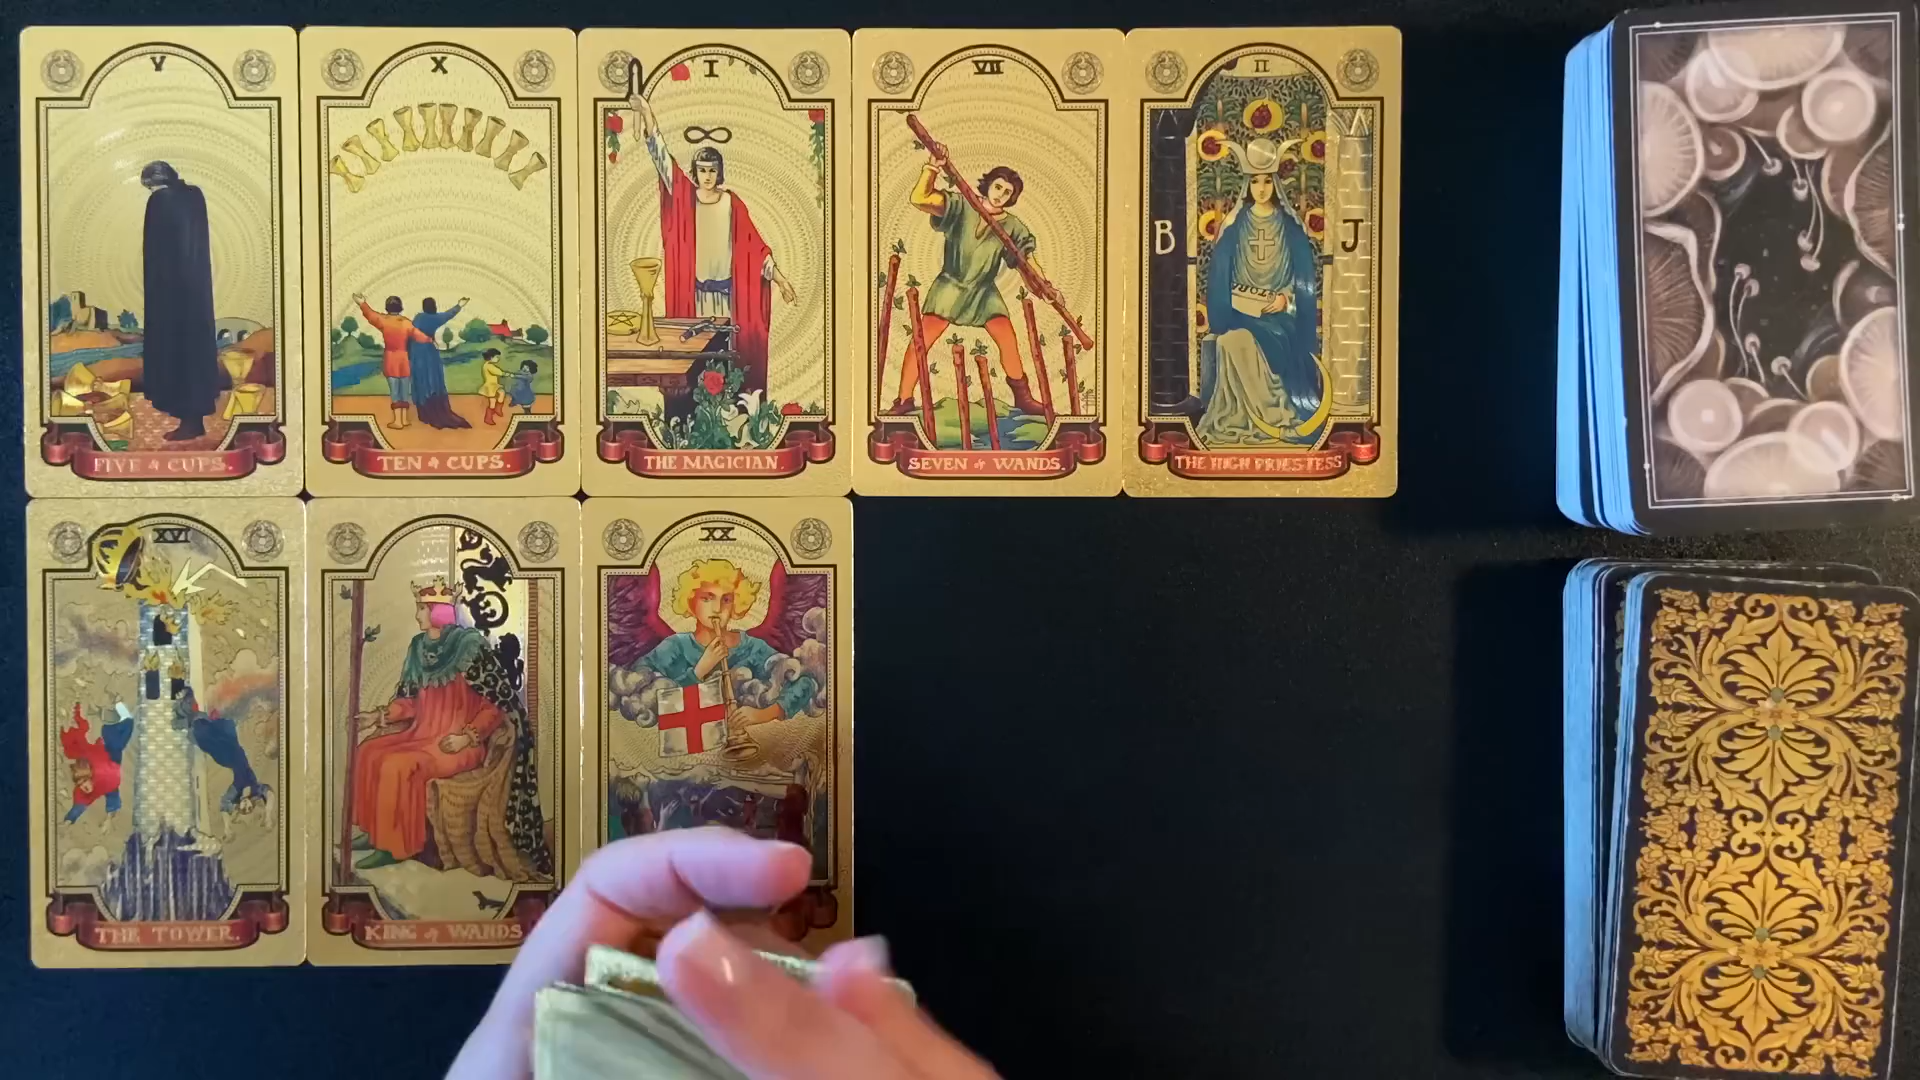 V
FIVE of CUPS.
X
TEN of CUPS.
I
THE MAGICIAN.
VII
SEVEN of WANDS.
II
B
J
TORA
THE HIGH PRIESTESS
XVI
THE TOWER.
KING of WANDS
XX